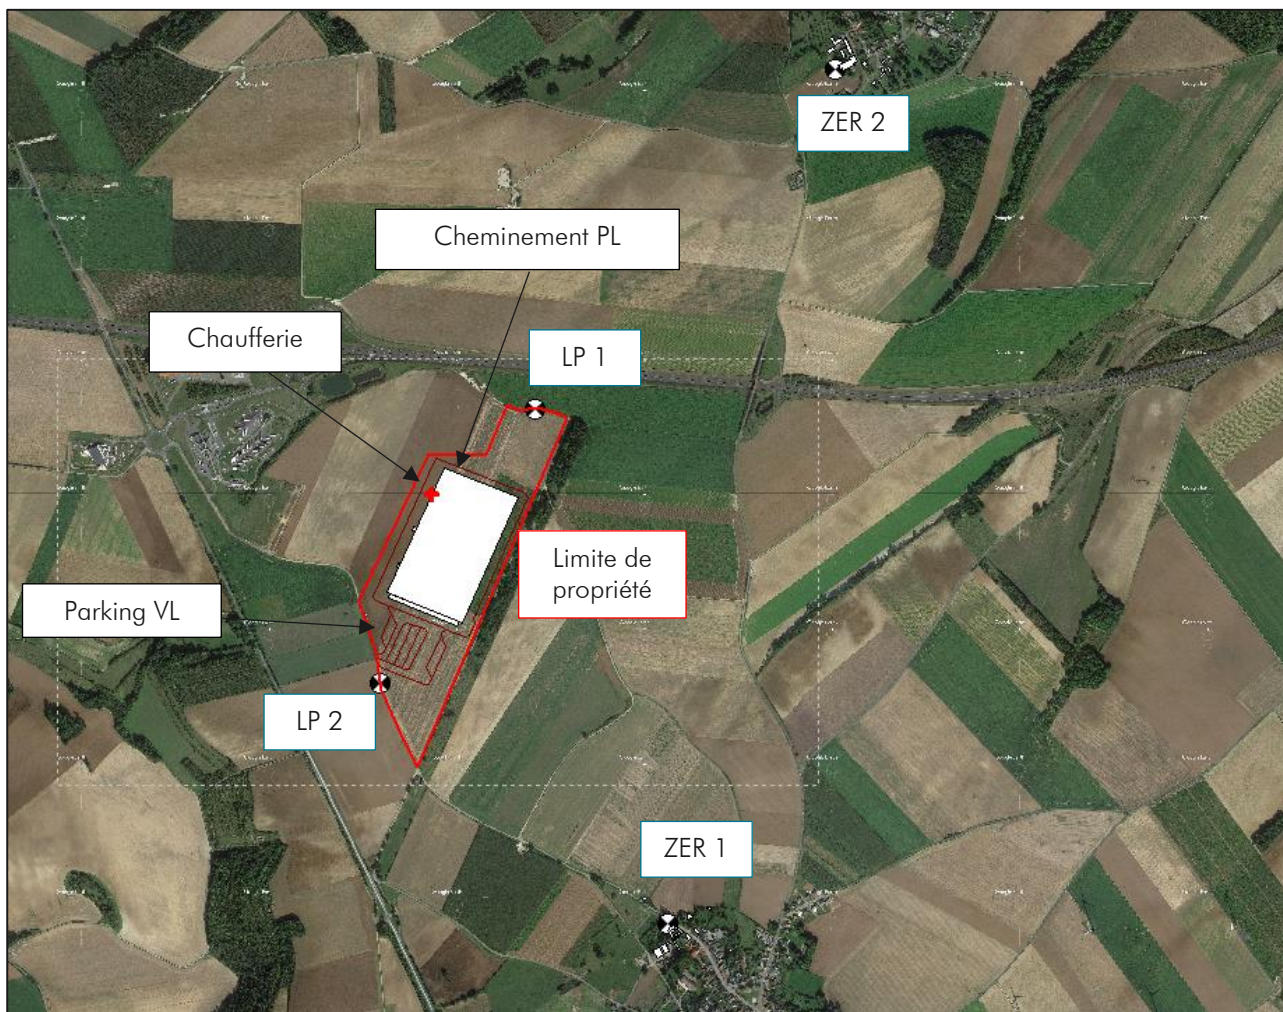 ZER 2
Cheminement PL
Chaufferie
LP 1
Limite de
propriété
Parking VL
LP 2
ZER 1